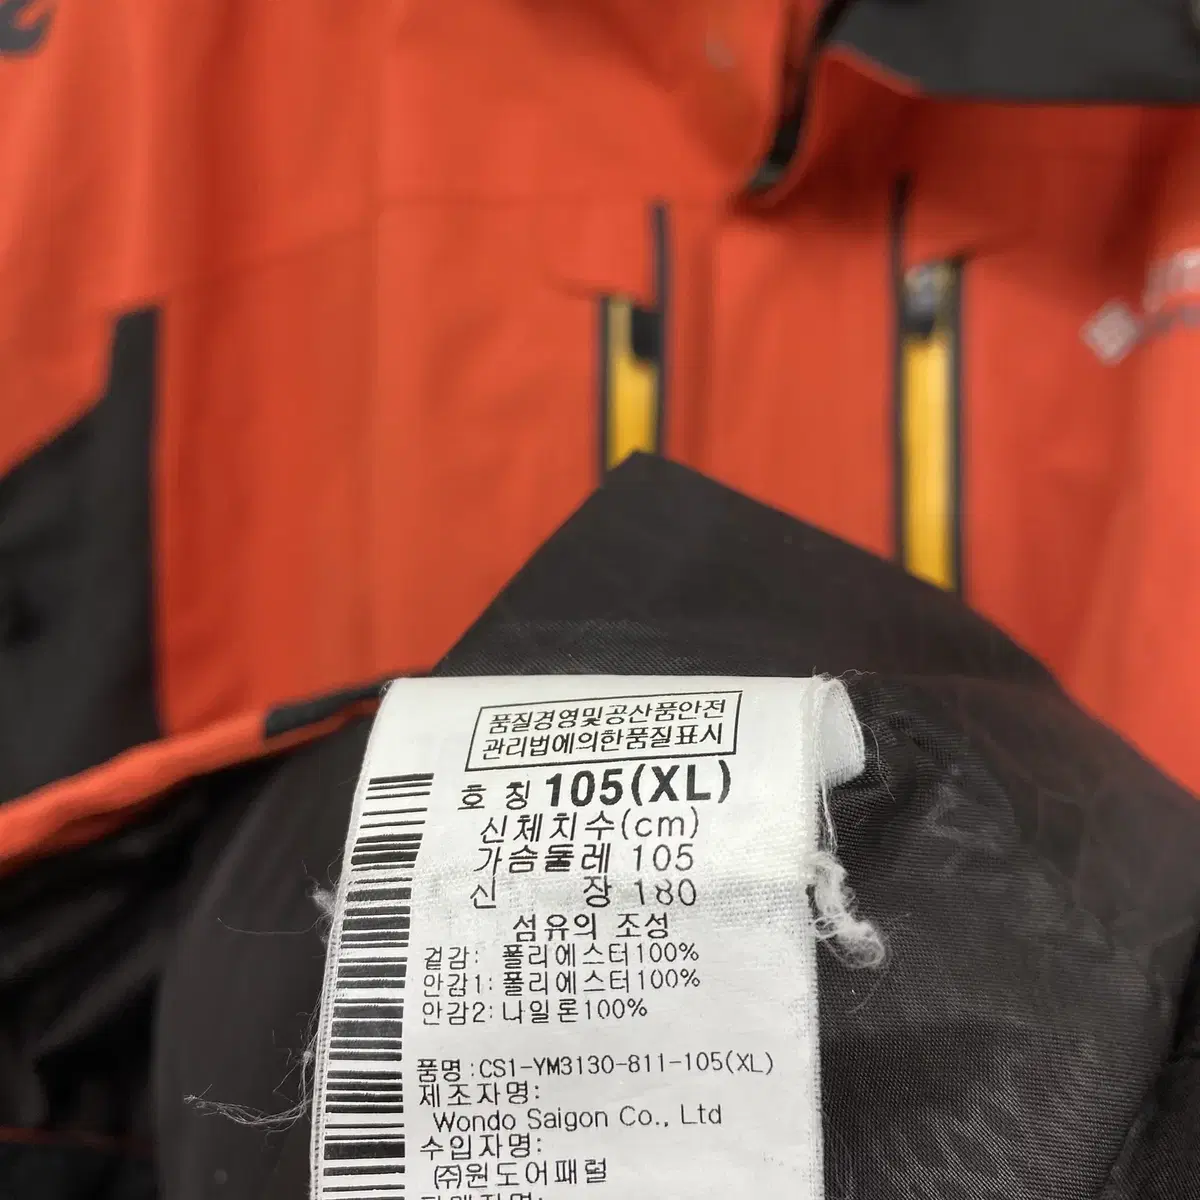 품질경영및공산품안전
관리법에의한품질표시
호 칭 105(XL)
신체치수(cm)
가슴둘레 105
신 장 180
섬유의 조성
겉감: 폴리에스터100%
안감1: 폴리에스터100%
안감2: 나일론100%
품명:CS1-YM3130-811-105(XL)
제조자명:
Wondo Saigon Co., Ltd
수입자명:
(주)원도어패럴